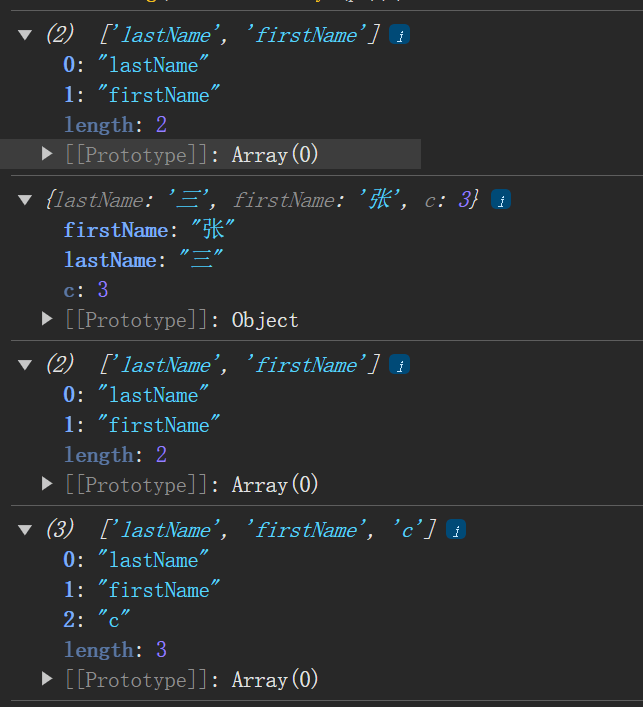 (2) ['lastName', 'firstName'] i
0: "lastName"
1: "firstName"
length: 2
[[Prototype]]: Array(0)
{lastName: '三', firstName: '张', c: 3} i
firstName: "张"
lastName: "三"
c: 3
[[Prototype]]: Object
(2) ['lastName', 'firstName'] i
0: "lastName"
1: "firstName"
length: 2
[[Prototype]]: Array(0)
(3) ['lastName', 'firstName', 'c'] i
0: "lastName"
1: "firstName"
2: "c"
length: 3
[[Prototype]]: Array(0)